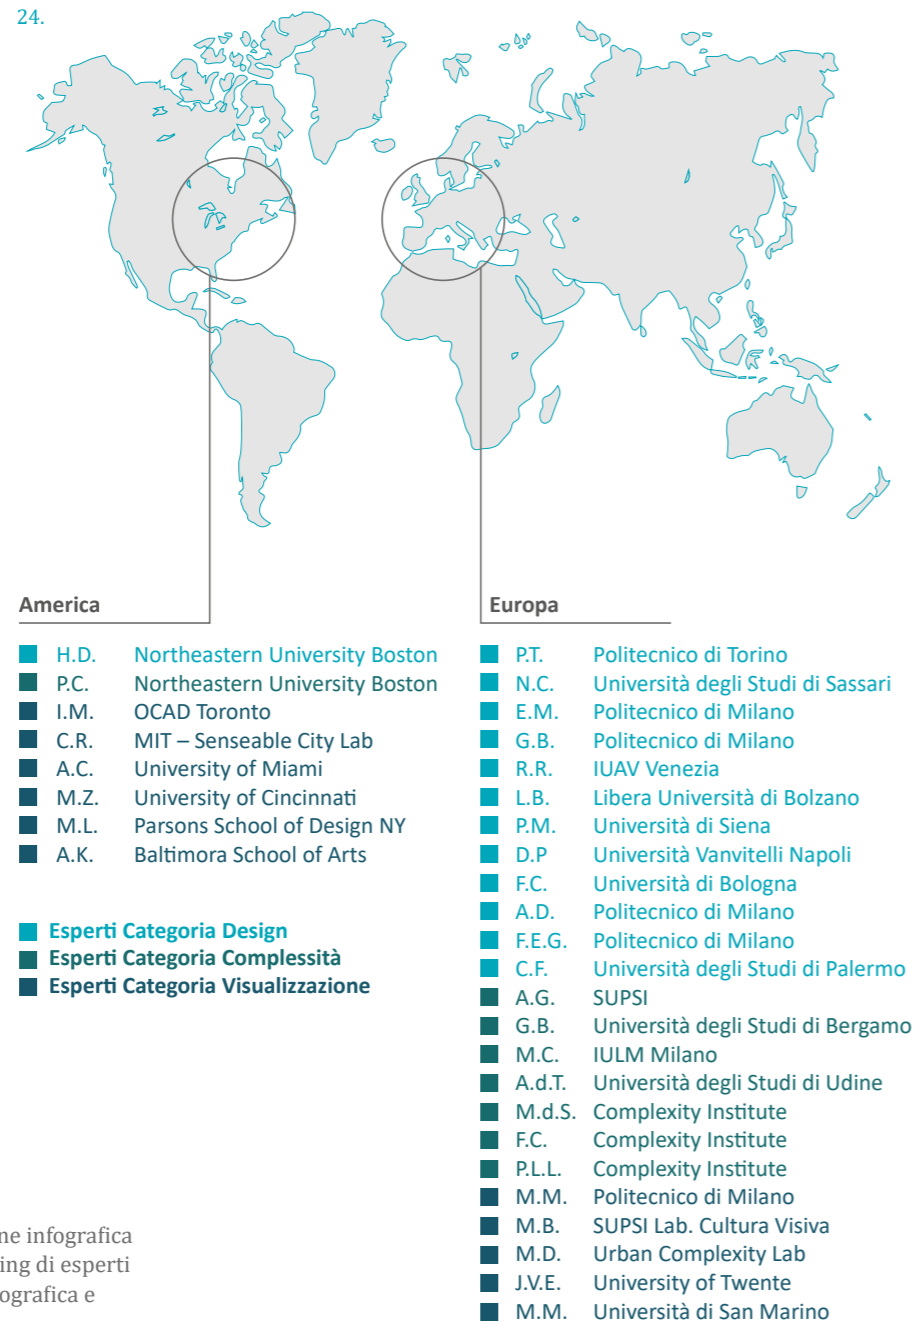 24.
America
H.D. Northeastern University Boston
P.C. Northeastern University Boston
I.M. OCAD Toronto
C.R. MIT – Senseable City Lab
A.C. University of Miami
M.Z. University of Cincinnati
M.L. Parsons School of Design NY
A.K. Baltimora School of Arts
Esperti Categoria Design
Esperti Categoria Complessità
Esperti Categoria Visualizzazione
Europa
P.T. Politecnico di Torino
N.C. Università degli Studi di Sassari
E.M. Politecnico di Milano
G.B. Politecnico di Milano
R.R. IUAV Venezia
L.B. Libera Università di Bolzano
P.M. Università di Siena
D.P Università Vanvitelli Napoli
F.C. Università di Bologna
A.D. Politecnico di Milano
F.E.G. Politecnico di Milano
C.F. Università degli Studi di Palermo
A.G. SUPSI
G.B. Università degli Studi di Bergamo
M.C. IULM Milano
A.d.T. Università degli Studi di Udine
M.d.S. Complexity Institute
F.C. Complexity Institute
P.L.L. Complexity Institute
M.M. Politecnico di Milano
M.B. SUPSI Lab. Cultura Visiva
M.D. Urban Complexity Lab
J.V.E. University of Twente
M.M. Università di San Marino
ne infografica
ing di esperti
ografica e